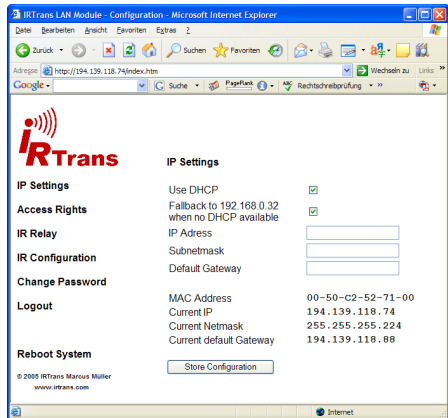 IRTrans LAN Module - Configuration - Microsoft Internet Explorer
Datei Bearbeiten Ansicht Favoriten Extras ?
Zurück Suchen Favoriten
Adresse http://194.139.118.74/index.htm Wechseln zu Links »
Google Suche PageRank ABC Rechtschreibprüfung »
IRTrans
IP Settings
IP Settings
Access Rights
IR Relay
IR Configuration
Change Password
Logout
Reboot System
© 2005 IRTrans Marcus Müller
www.irtrans.com
Use DHCP
Fallback to 192.168.0.32
when no DHCP available
IP Adress
Subnetmask
Default Gateway
MAC Address 00-50-C2-52-71-00
Current IP 194.139.118.74
Current Netmask 255.255.255.224
Current default Gateway 194.139.118.88
Store Configuration
Internet